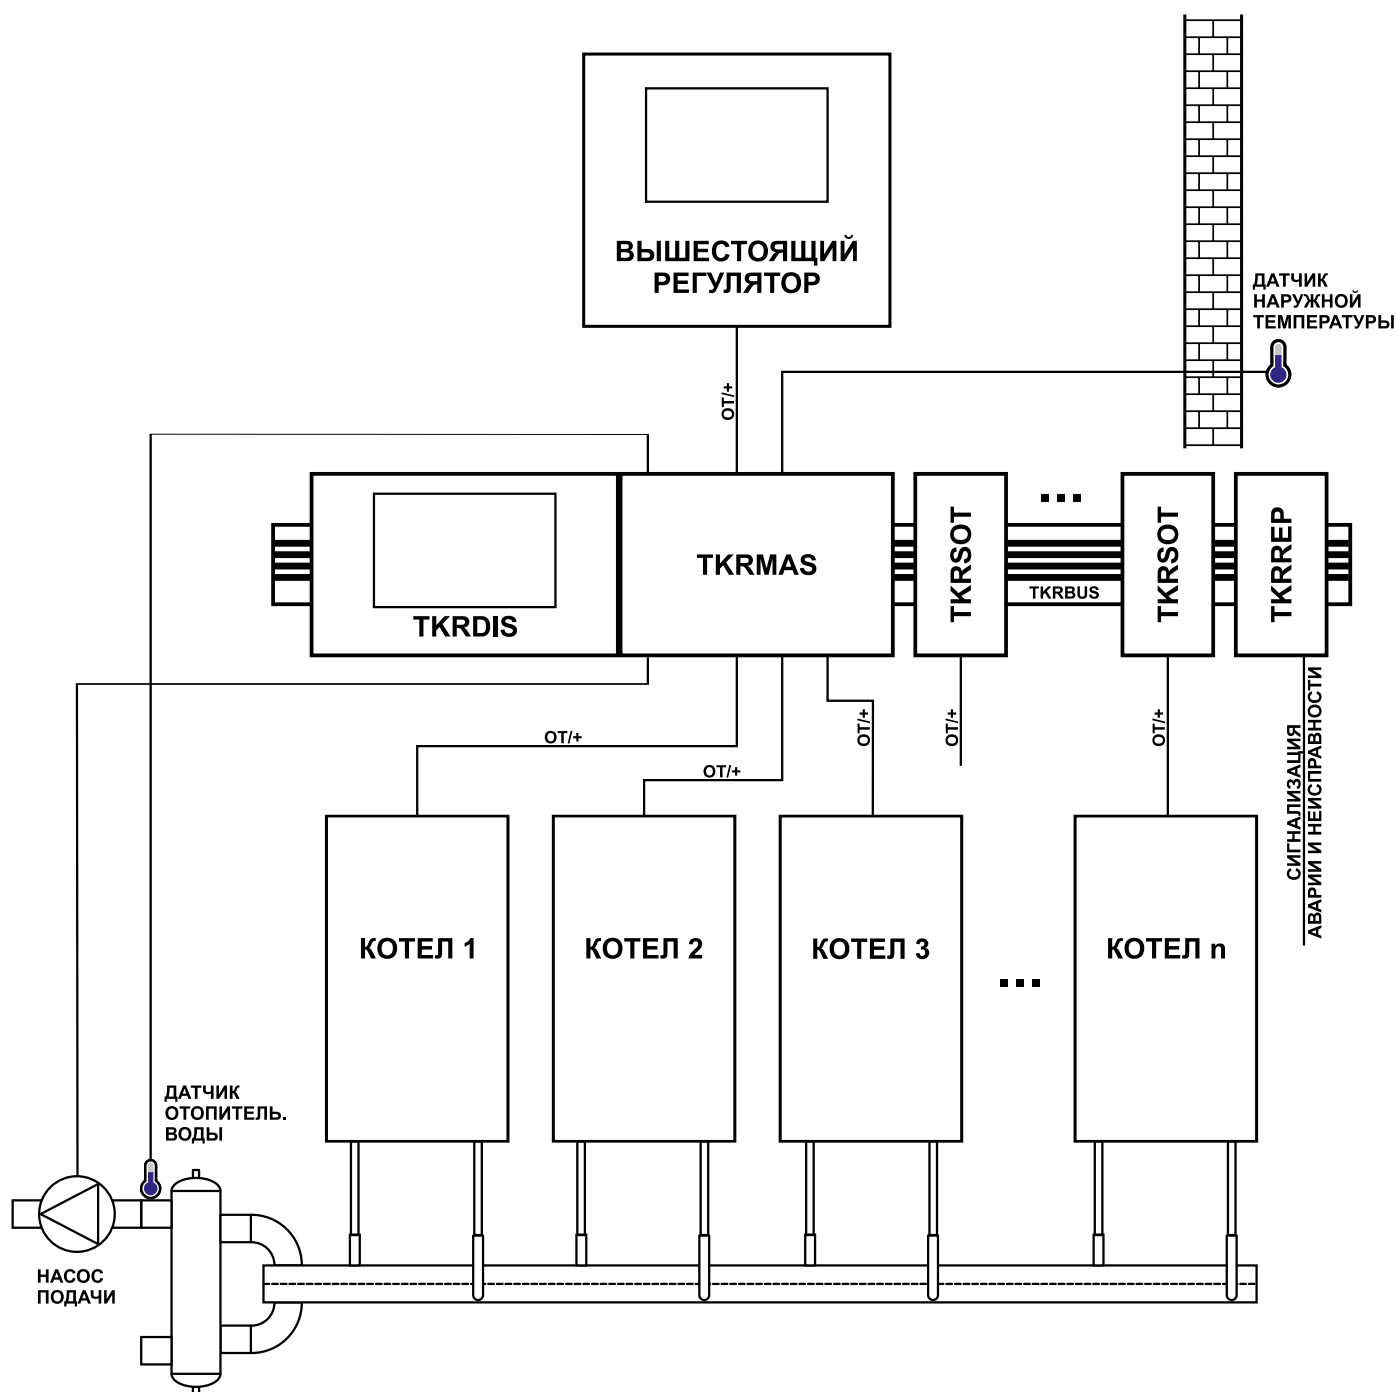 ВЫШЕСТОЯЩИЙ
РЕГУЛЯТОР
ДАТЧИК
НАРУЖНОЙ
ТЕМПЕРАТУРЫ
OT/+
TKRDIS
TKRMAS
TKRSOT
...
TKRBUS
TKRSOT
TKRREP
OT/+
OT/+
OT/+
OT/+
OT/+
СИГНАЛИЗАЦИЯ
АВАРИИ И НЕИСПРАВНОСТИ
КОТЕЛ 1
КОТЕЛ 2
КОТЕЛ 3
...
КОТЕЛ n
ДАТЧИК
ОТОПИТЕЛЬ.
ВОДЫ
НАСОС
ПОДАЧИ